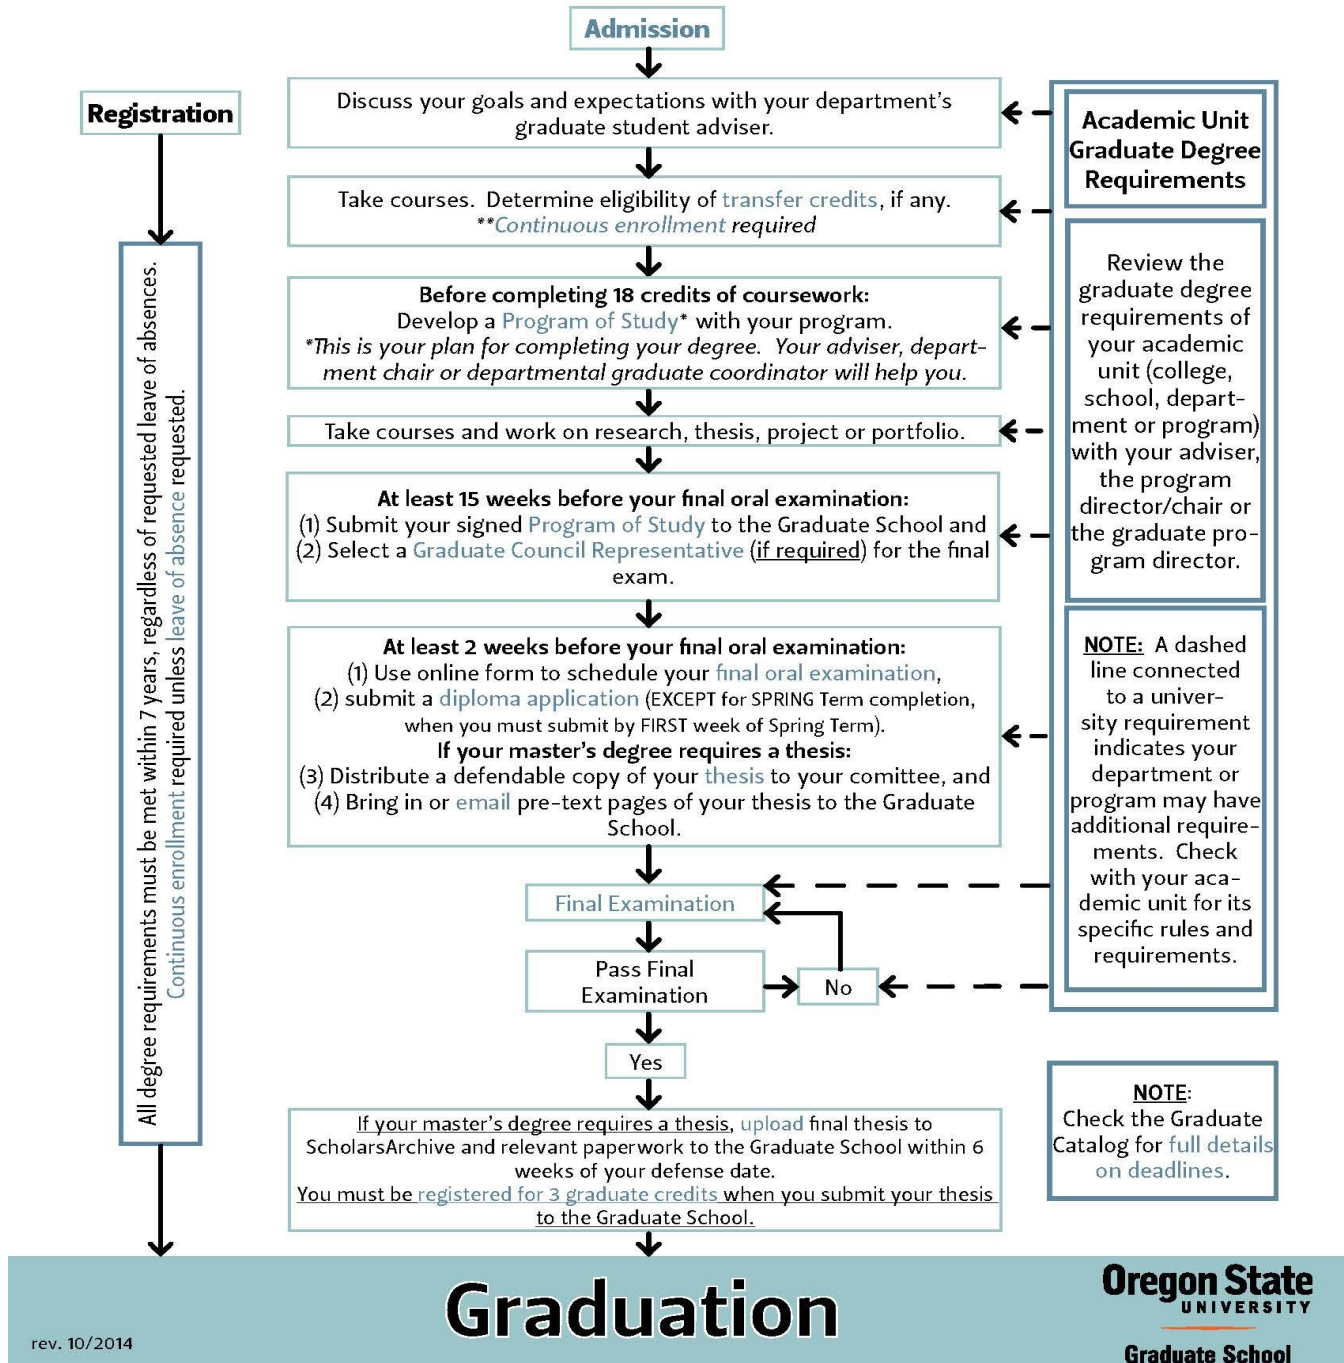 Admission
Registration
Discuss your goals and expectations with your department's
graduate student adviser.
Take courses.  Determine eligibility of transfer credits, if any.
**Continuous enrollment required
Before completing 18 credits of coursework:
Develop a Program of Study* with your program.
*This is your plan for completing your degree.  Your adviser, depart-
ment chair or departmental graduate coordinator will help you.
Take courses and work on research, thesis, project or portfolio.
At least 15 weeks before your final oral examination:
(1) Submit your signed Program of Study to the Graduate School and
(2) Select a Graduate Council Representative (if required) for the final
exam.
At least 2 weeks before your final oral examination:
(1) Use online form to schedule your final oral examination,
(2) submit a diploma application (EXCEPT for SPRING Term completion,
when you must submit by FIRST week of Spring Term).
If your master's degree requires a thesis:
(3) Distribute a defendable copy of your thesis to your comittee, and
(4) Bring in or email pre-text pages of your thesis to the Graduate
School.
Final Examination
Pass Final
Examination
No
Yes
If your master's degree requires a thesis, upload final thesis to
ScholarsArchive and relevant paperwork to the Graduate School within 6
weeks of your defense date.
You must be registered for 3 graduate credits when you submit your thesis
to the Graduate School.
All degree requirements must be met within 7 years, regardless of requested leave of absences.
Continuous enrollment required unless leave of absence requested.
Academic Unit
Graduate Degree
Requirements
Review the
graduate degree
requirements of
your academic
unit (college,
school, depart-
ment or program)
with your adviser,
the program
director/chair or
the graduate pro-
gram director.
NOTE:  A dashed
line connected
to a univer-
sity requirement
indicates your
department or
program may have
additional require-
ments.  Check
with your aca-
demic unit for its
specific rules and
requirements.
NOTE:
Check the Graduate
Catalog for full details
on deadlines.
Graduation
rev. 10/2014
Oregon State
UNIVERSITY
Graduate School